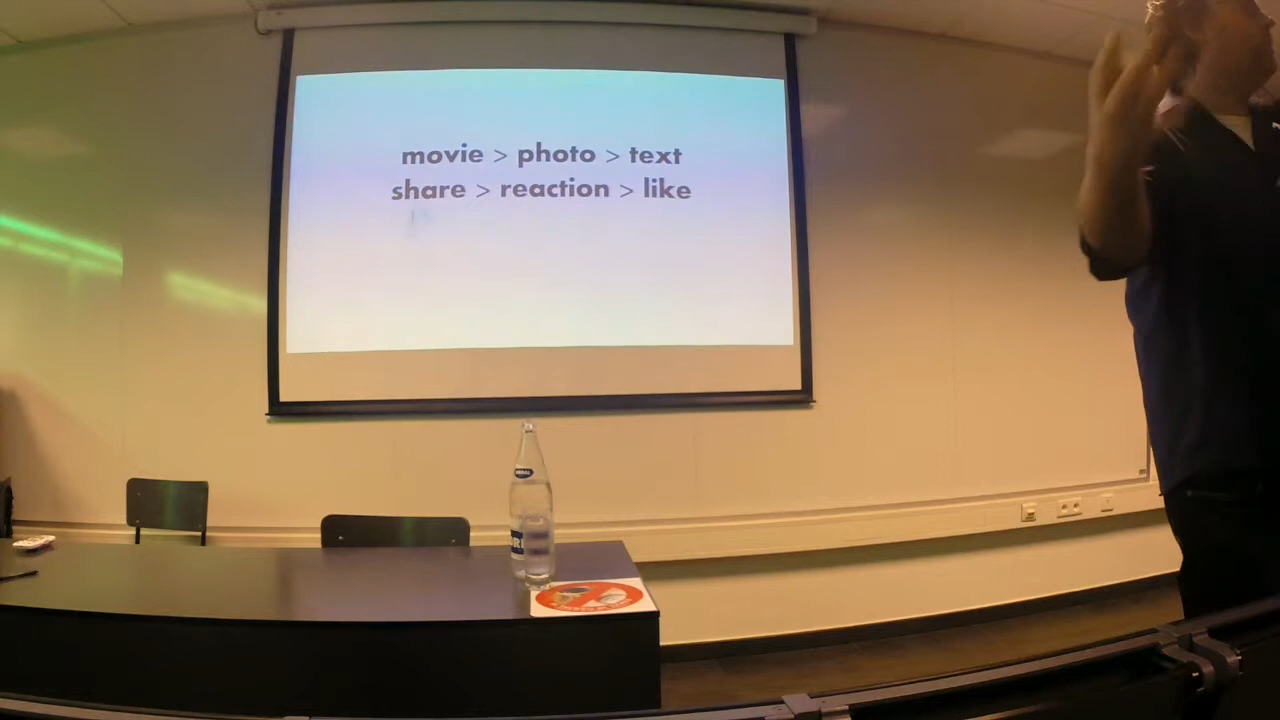 movie > photo > text
share > reaction > like